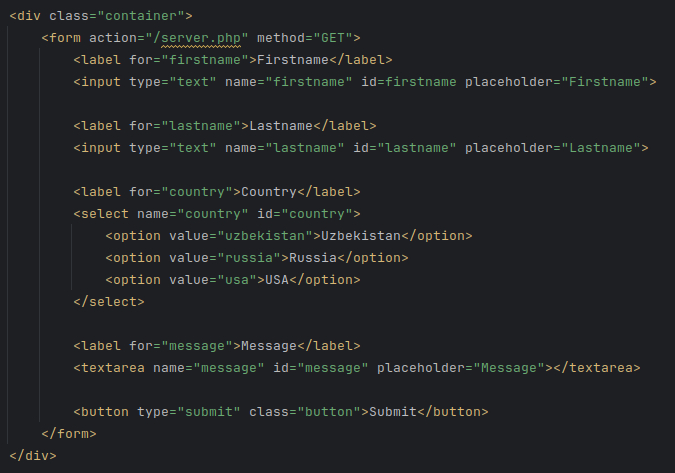 <div class="container">
<form action="/server.php" method="GET">
<label for="firstname">Firstname</label>
<input type="text" name="firstname" id=firstname placeholder="Firstname">
<label for="lastname">Lastname</label>
<input type="text" name="lastname" id="lastname" placeholder="Lastname">
<label for="country">Country</label>
<select name="country" id="country">
<option value="uzbekistan">Uzbekistan</option>
<option value="russia">Russia</option>
<option value="usa">USA</option>
</select>
<label for="message">Message</label>
<textarea name="message" id="message" placeholder="Message"></textarea>
<button type="submit" class="button">Submit</button>
</form>
</div>